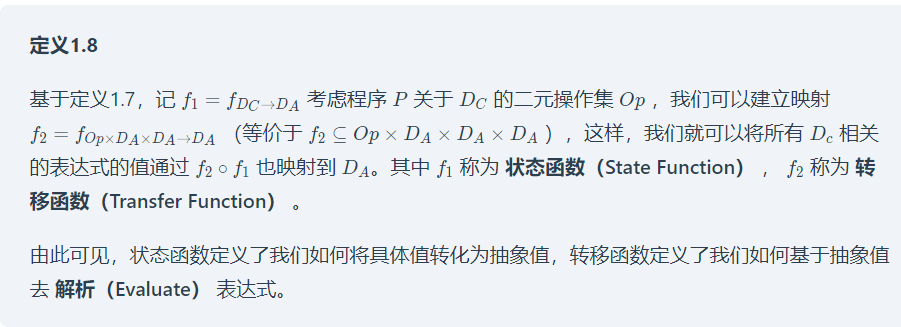 定义1.8
基于定义1.7，记 $f_1 = f_{D_C \to D_A}$ 考虑程序 $P$ 关于 $D_C$ 的二元操作集 $Op$ ，我们可以建立映射
$f_2 = f_{Op \times D_A \times D_A \to D_A}$ （等价于 $f_2 \subseteq Op \times D_A \times D_A \times D_A$ ），这样，我们就可以将所有 $D_c$ 相关
的表达式的值通过 $f_2 \circ f_1$ 也映射到 $D_A$。其中 $f_1$ 称为 状态函数（State Function） ， $f_2$ 称为 转
移函数（Transfer Function） 。
由此可见，状态函数定义了我们如何将具体值转化为抽象值，转移函数定义了我们如何基于抽象值
去 解析（Evaluate） 表达式。